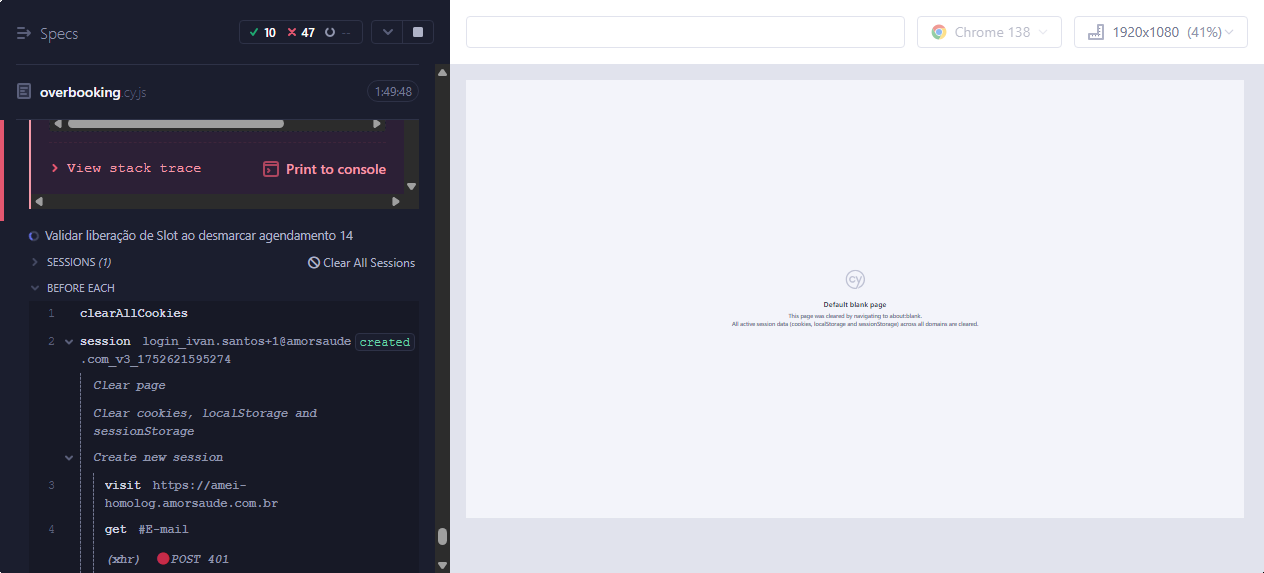 Specs
10 47 --
overbooking.cy.js 1:49:48
View stack trace Print to console
Validar liberação de Slot ao desmarcar agendamento 14
SESSIONS (1) Clear All Sessions
BEFORE EACH
1 clearAllCookies
2 session login_ivan.santos+1@amorsaude created
.com_v3_1752621595274
Clear page
Clear cookies, localStorage and
sessionStorage
Create new session
3 visit https://amei-
homolog.amorsaude.com.br
4 get #E-mail
(xhr) POST 401
Chrome 138
1920x1080 (41%)
cy
Default blank page
This page was cleared by navigating to about:blank.
All active session data (cookies, localStorage and sessionStorage) across all domains are cleared.